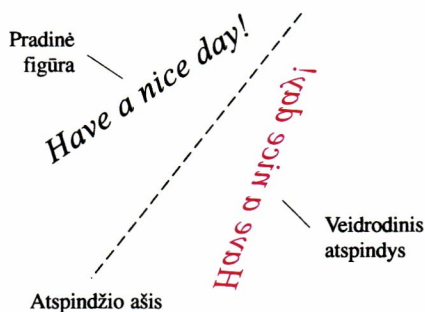 Pradinė
figūra
Have a nice day!
Have a nice day!
Veidrodinis
atspindys
Atspindžio ašis